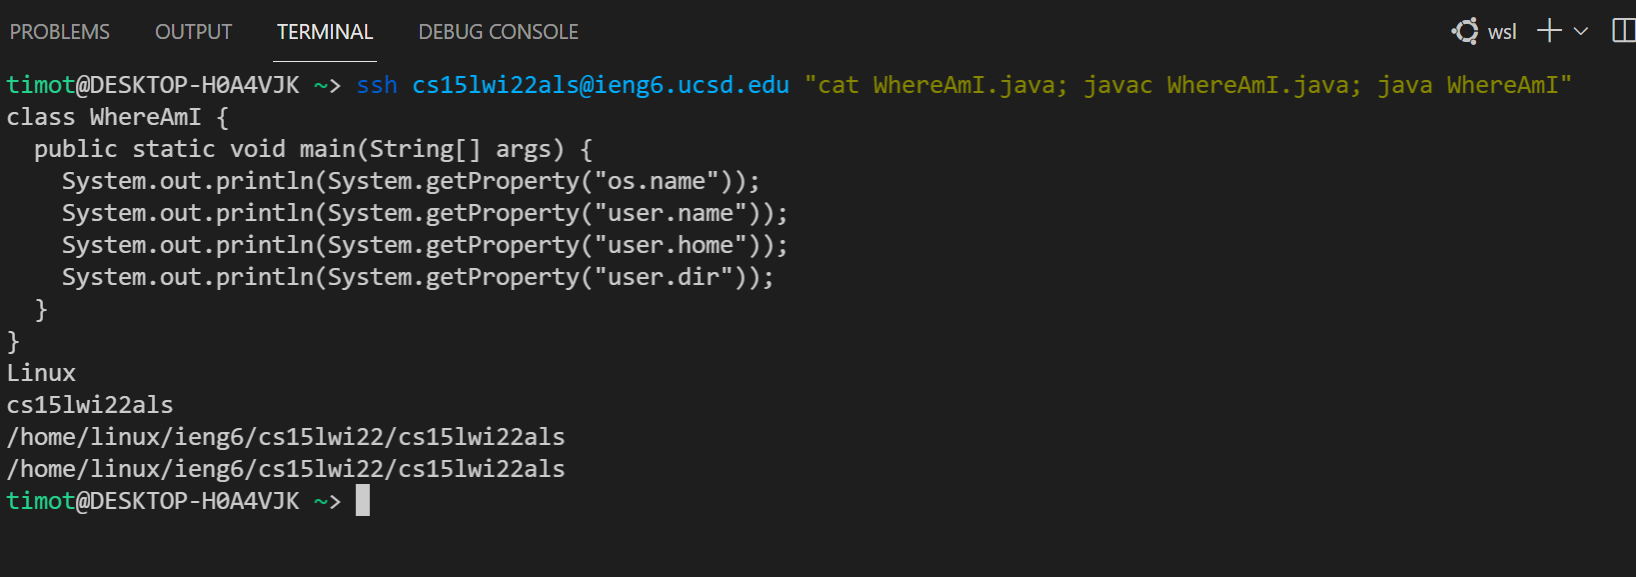 PROBLEMS OUTPUT TERMINAL DEBUG CONSOLE wsl
timot@DESKTOP-H0A4VJK ~> ssh cs15lwi22als@ieng6.ucsd.edu "cat WhereAmI.java; javac WhereAmI.java; java WhereAmI"
class WhereAmI {
  public static void main(String[] args) {
    System.out.println(System.getProperty("os.name"));
    System.out.println(System.getProperty("user.name"));
    System.out.println(System.getProperty("user.home"));
    System.out.println(System.getProperty("user.dir"));
  }
}
Linux
cs15lwi22als
/home/linux/ieng6/cs15lwi22/cs15lwi22als
/home/linux/ieng6/cs15lwi22/cs15lwi22als
timot@DESKTOP-H0A4VJK ~>